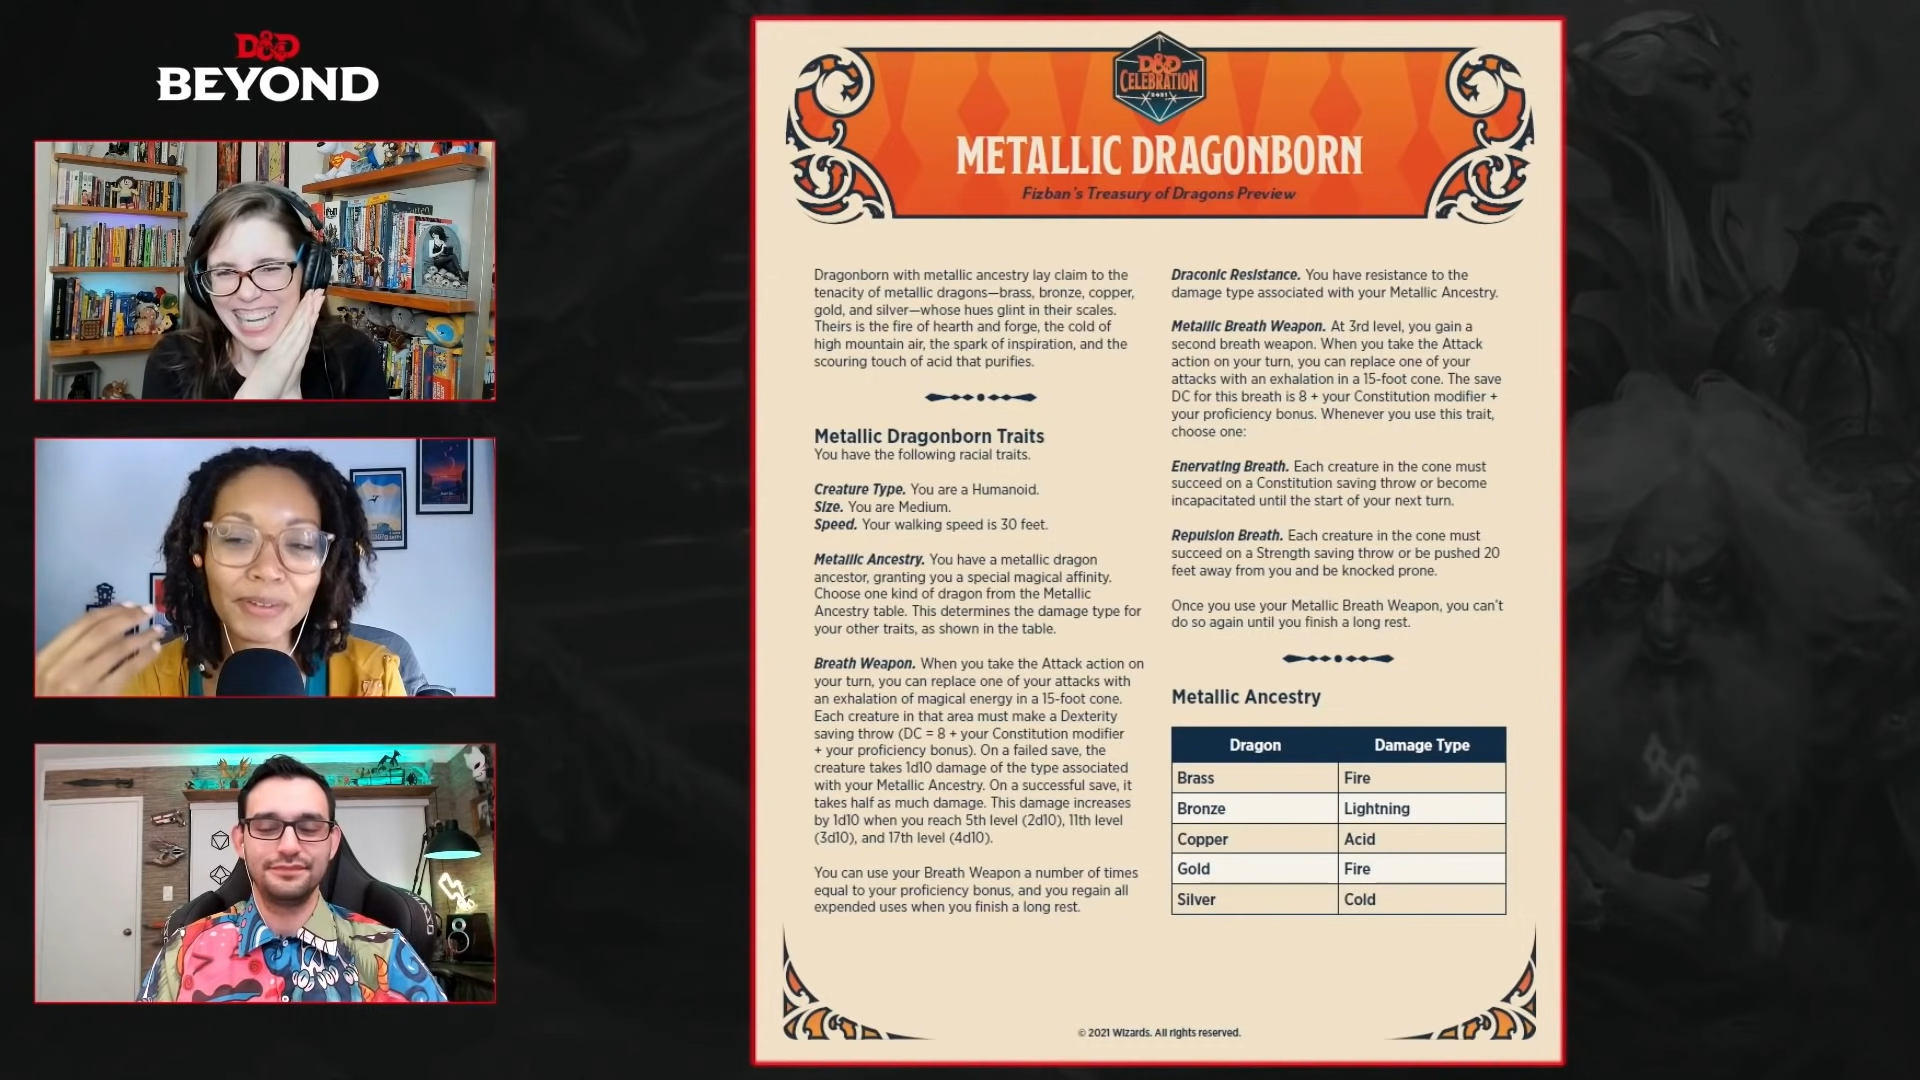 D&D
BEYOND
D&D
CELEBRATION
2021
METALLIC DRAGONBORN
Fizban's Treasury of Dragons Preview
Dragonborn with metallic ancestry lay claim to the
tenacity of metallic dragons—brass, bronze, copper,
gold, and silver—whose hues glint in their scales.
Theirs is the fire of hearth and forge, the cold of
high mountain air, the spark of inspiration, and the
scouring touch of acid that purifies.
Metallic Dragonborn Traits
You have the following racial traits.
Creature Type. You are a Humanoid.
Size. You are Medium.
Speed. Your walking speed is 30 feet.
Metallic Ancestry. You have a metallic dragon
ancestor, granting you a special magical affinity.
Choose one kind of dragon from the Metallic
Ancestry table. This determines the damage type for
your other traits, as shown in the table.
Breath Weapon. When you take the Attack action on
your turn, you can replace one of your attacks with
an exhalation of magical energy in a 15-foot cone.
Each creature in that area must make a Dexterity
saving throw (DC = 8 + your Constitution modifier
+ your proficiency bonus). On a failed save, the
creature takes 1d10 damage of the type associated
with your Metallic Ancestry. On a successful save, it
takes half as much damage. This damage increases
by 1d10 when you reach 5th level (2d10), 11th level
(3d10), and 17th level (4d10).
You can use your Breath Weapon a number of times
equal to your proficiency bonus, and you regain all
expended uses when you finish a long rest.
Draconic Resistance. You have resistance to the
damage type associated with your Metallic Ancestry.
Metallic Breath Weapon. At 3rd level, you gain a
second breath weapon. When you take the Attack
action on your turn, you can replace one of your
attacks with an exhalation in a 15-foot cone. The save
DC for this breath is 8 + your Constitution modifier +
your proficiency bonus. Whenever you use this trait,
choose one:
Enervating Breath. Each creature in the cone must
succeed on a Constitution saving throw or become
incapacitated until the start of your next turn.
Repulsion Breath. Each creature in the cone must
succeed on a Strength saving throw or be pushed 20
feet away from you and be knocked prone.
Once you use your Metallic Breath Weapon, you can't
do so again until you finish a long rest.
Metallic Ancestry
Dragon Damage Type
Brass Fire
Bronze Lightning
Copper Acid
Gold Fire
Silver Cold
© 2021 Wizards. All rights reserved.